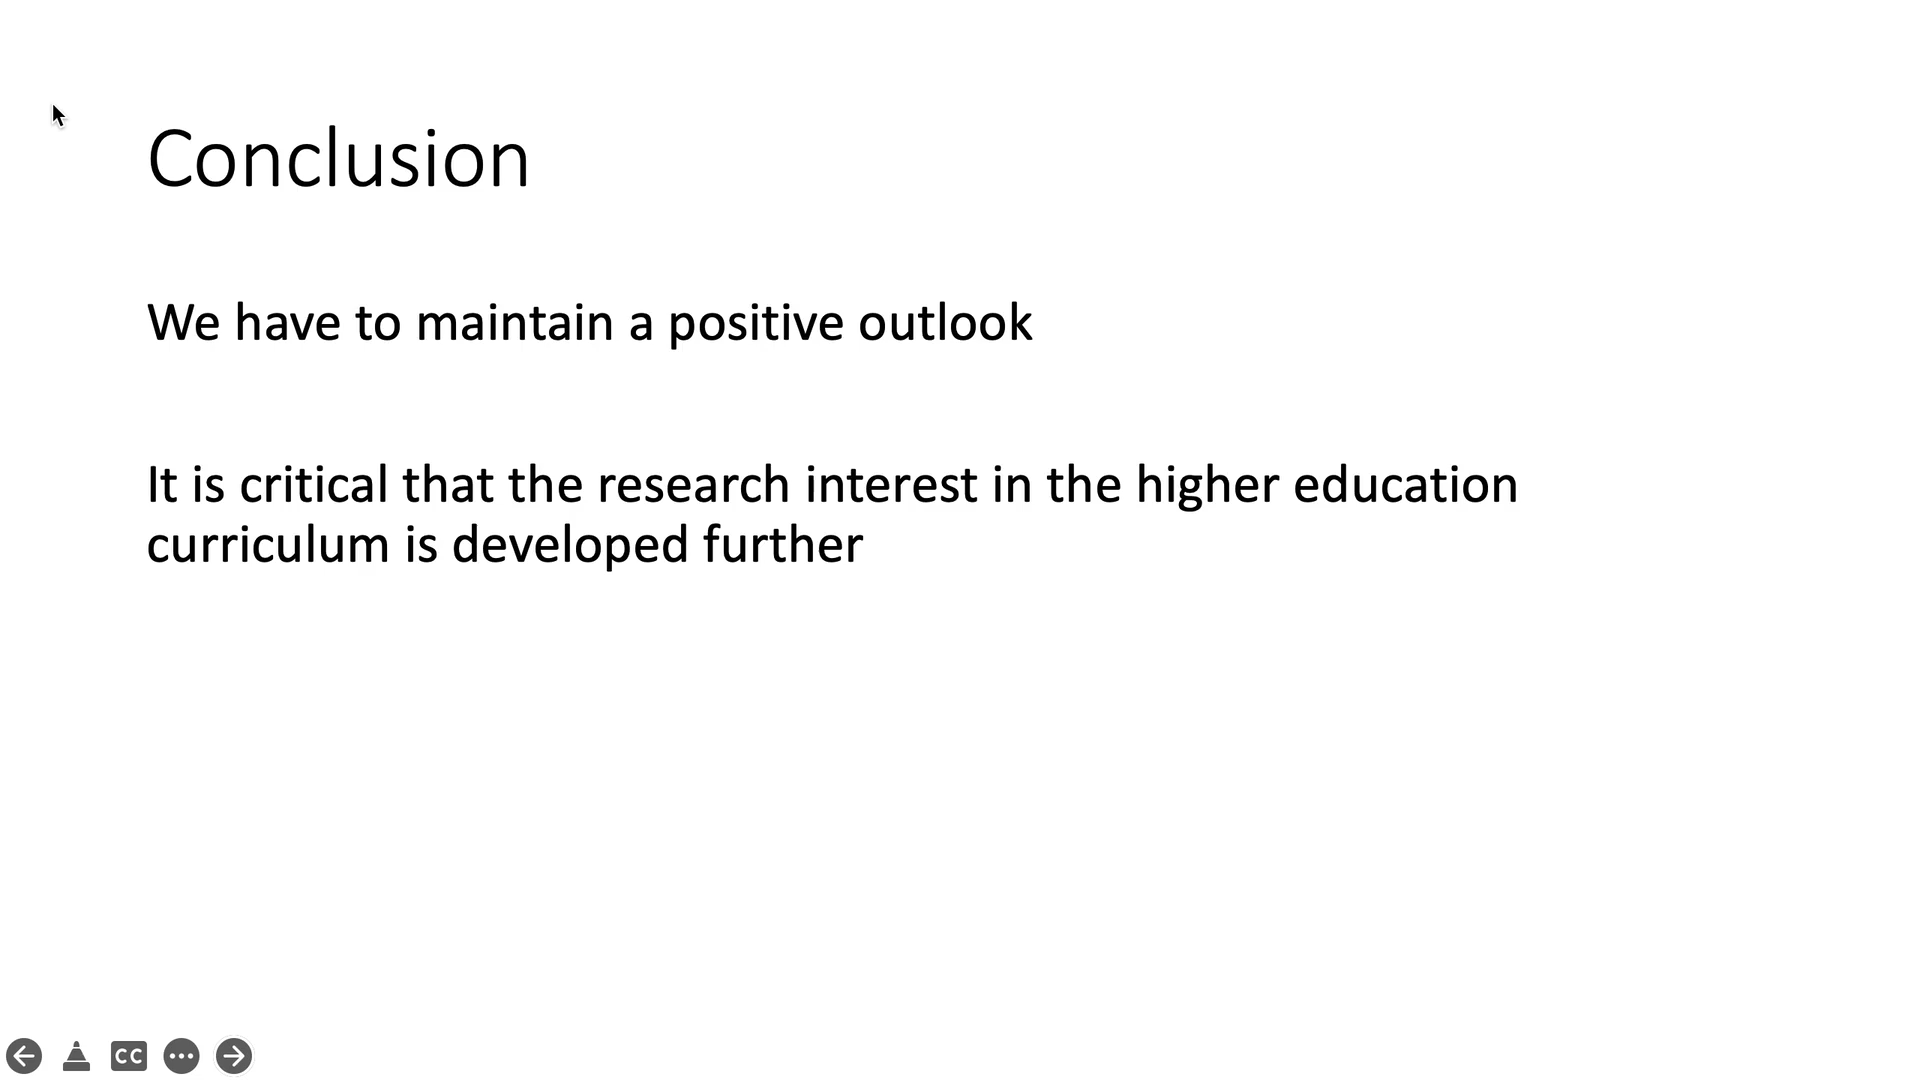 Conclusion
We have to maintain a positive outlook
It is critical that the research interest in the higher education
curriculum is developed further
CC